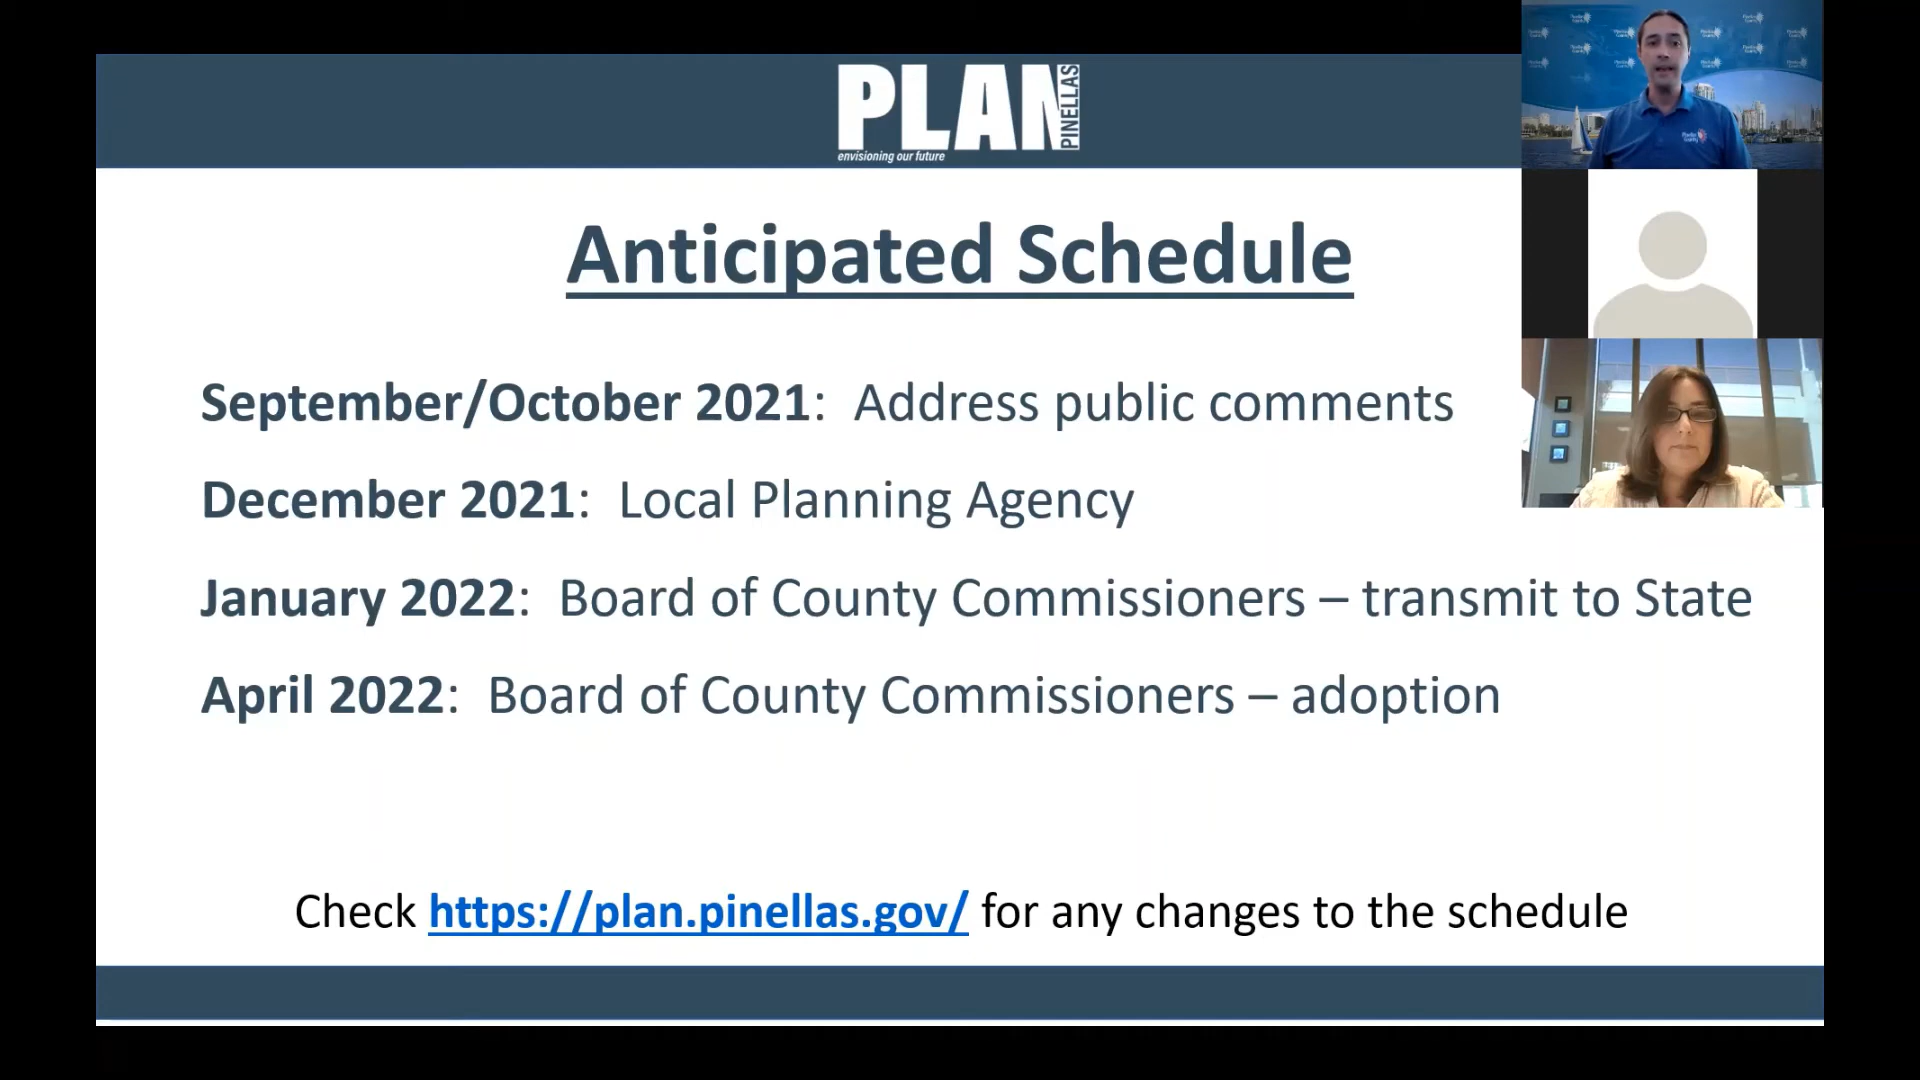 PLAN PINELLAS
envisioning our future
Anticipated Schedule
September/October 2021: Address public comments
December 2021: Local Planning Agency
January 2022: Board of County Commissioners – transmit to State
April 2022: Board of County Commissioners – adoption
Check https://plan.pinellas.gov/ for any changes to the schedule